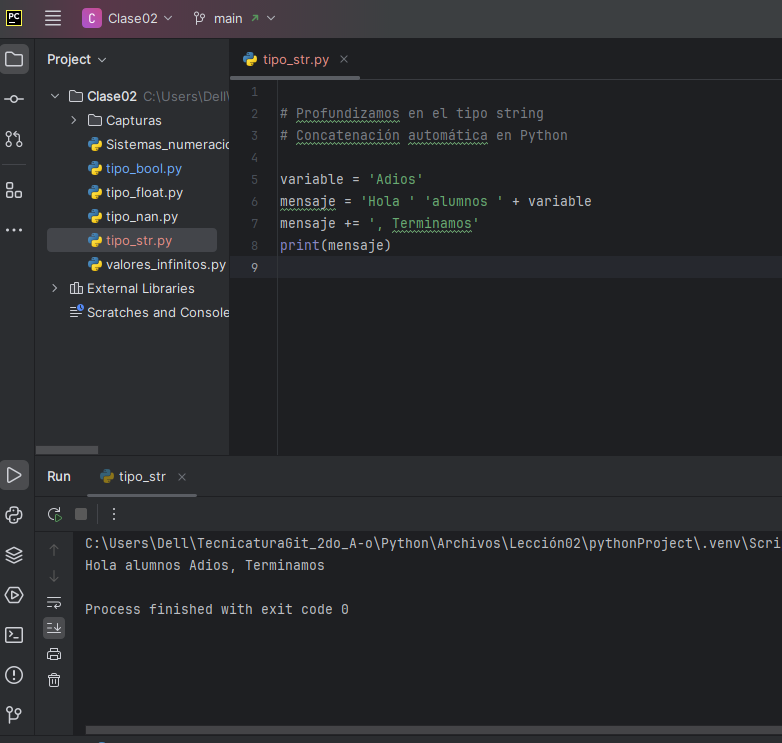 PC
C Clase02 main
Project
Clase02 C:\Users\Dell\
Capturas
Sistemas_numeracio
tipo_bool.py
tipo_float.py
tipo_nan.py
tipo_str.py
valores_infinitos.py
External Libraries
Scratches and Console
tipo_str.py
1
2 # Profundizamos en el tipo string
3 # Concatenación automática en Python
4
5 variable = 'Adios'
6 mensaje = 'Hola ' 'alumnos ' + variable
7 mensaje += ', Terminamos'
8 print(mensaje)
9
Run tipo_str
C:\Users\Dell\TecnicaturaGit_2do_A-o\Python\Archivos\Lección02\pythonProject\.venv\Scri
Hola alumnos Adios, Terminamos
Process finished with exit code 0